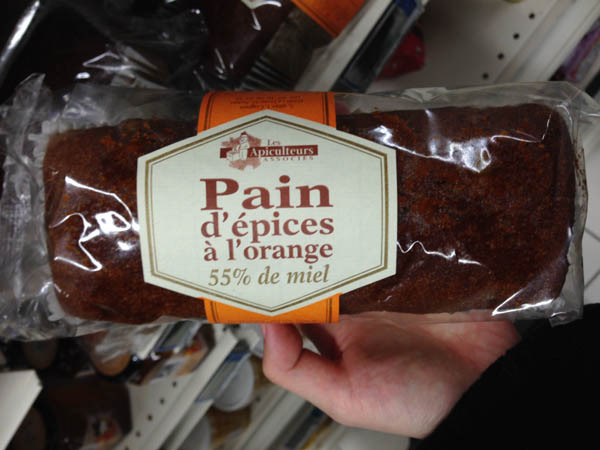 Les
Apiculteurs
ASSOCIÉS
Pain
d'épices
à l'orange
55% de miel